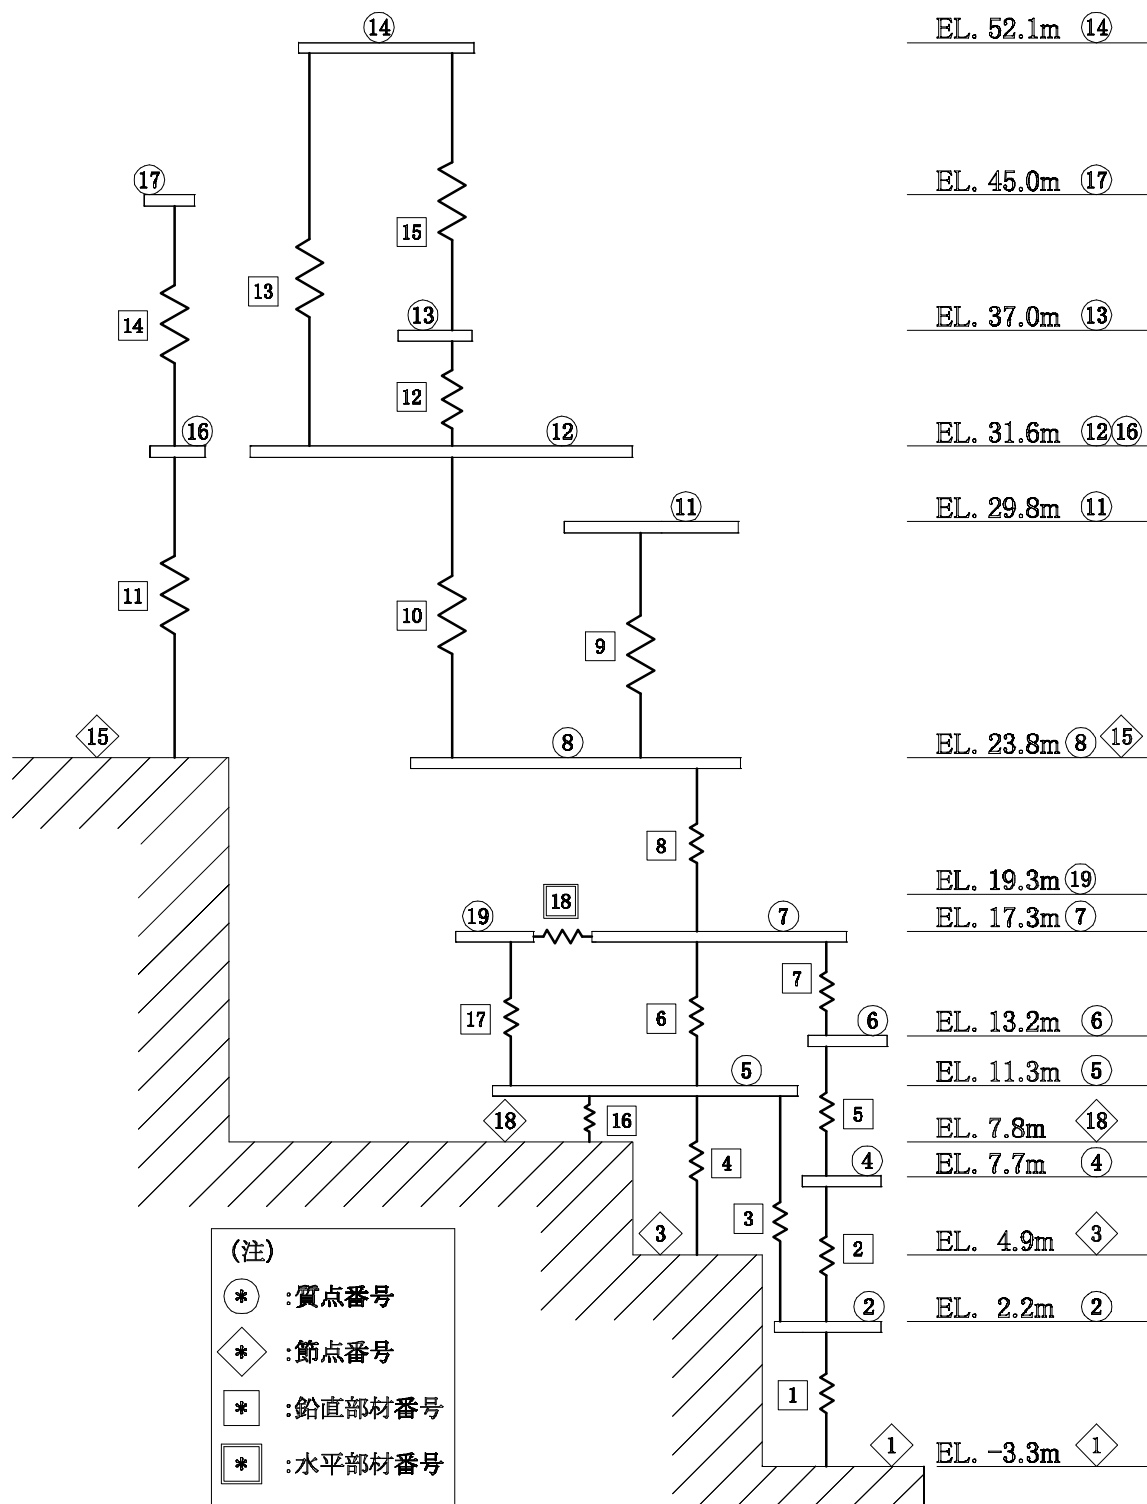 ⑭
EL. 52.1m ⑭
⑰
EL. 45.0m ⑰
15
13
⑬
EL. 37.0m ⑬
14
12
⑯
⑫
EL. 31.6m ⑫⑯
⑪
EL. 29.8m ⑪
11
10
9
15
⑧
EL. 23.8m ⑧ 15
8
EL. 19.3m ⑲
18
⑲
⑦
EL. 17.3m ⑦
7
17
6
⑥
EL. 13.2m ⑥
⑤
EL. 11.3m ⑤
18
16
5
EL. 7.8m 18
4
④
EL. 7.7m ④
3
3
2
EL. 4.9m 3
②
EL. 2.2m ②
1
1
EL. -3.3m 1
(注)
* :質点番号
* :節点番号
* :鉛直部材番号
* :水平部材番号